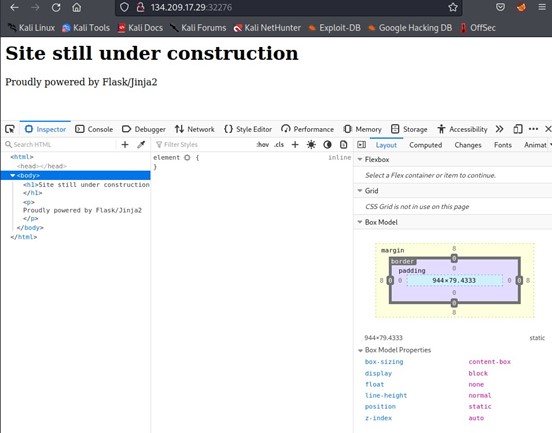 134.209.17.29:32276
Kali Linux Kali Tools Kali Docs Kali Forums Kali NetHunter Exploit-DB Google Hacking DB OffSec
Site still under construction
Proudly powered by Flask/Jinja2
Inspector Console Debugger Network Style Editor Performance Memory Storage Accessibility
Search HTML
Filter Styles
:hov .cls
Layout Computed Changes Fonts Animat
<html>
<head></head>
<body>
<h1>Site still under construction
</h1>
<p>
Proudly powered by Flask/Jinja2
</p>
</body>
</html>
element { inline
}
Flexbox
Select a Flex container or item to continue.
Grid
CSS Grid is not in use on this page
Box Model
margin 8
border 0
padding 0
8 0 0 944×79.4333 0 0 8
0
0
8
944×79.4333 static
Box Model Properties
box-sizing content-box
display block
float none
line-height normal
position static
z-index auto